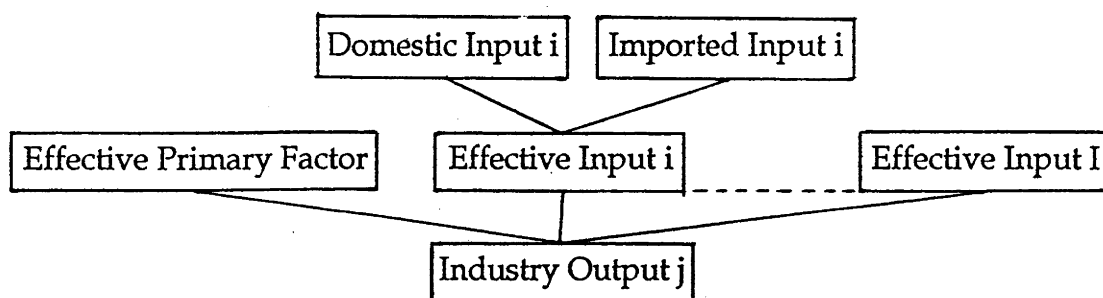 Domestic Input i
Imported Input i
Effective Primary Factor
Effective Input i
Effective Input I
Industry Output j